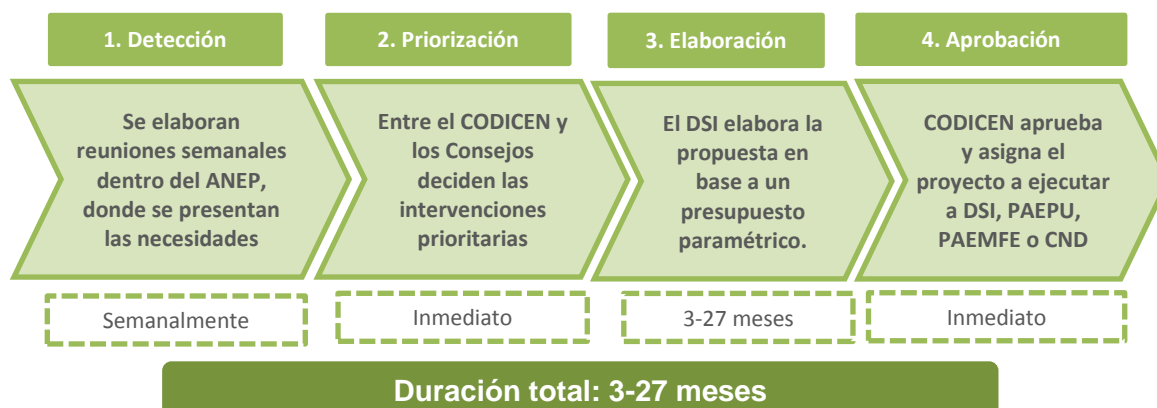 1. Detección
2. Priorización
3. Elaboración
4. Aprobación
Se elaboran
reuniones semanales
dentro del ANEP,
donde se presentan
las necesidades
Entre el CODICEN y
los Consejos
deciden las
intervenciones
prioritarias
El DSI elabora la
propuesta en
base a un
presupuesto
paramétrico.
CODICEN aprueba
y asigna el
proyecto a ejecutar
a DSI, PAEPU,
PAEMFE o CND
Semanalmente
Inmediato
3-27 meses
Inmediato
Duración total: 3-27 meses